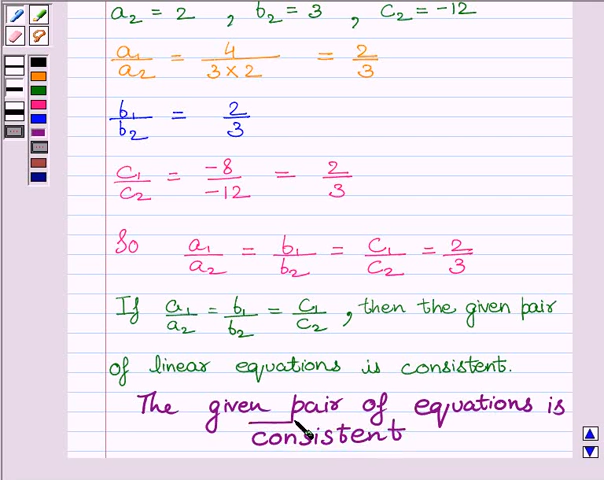 a₂ = 2 , b₂ = 3 , c₂ = -12
a₁/a₂ = 4/(3×2) = 2/3
b₁/b₂ = 2/3
c₁/c₂ = -8/-12 = 2/3
So a₁/a₂ = b₁/b₂ = c₁/c₂ = 2/3
If a₁/a₂ = b₁/b₂ = c₁/c₂ , then the given pair
of linear equations is consistent.
The given pair of equations is
consistent